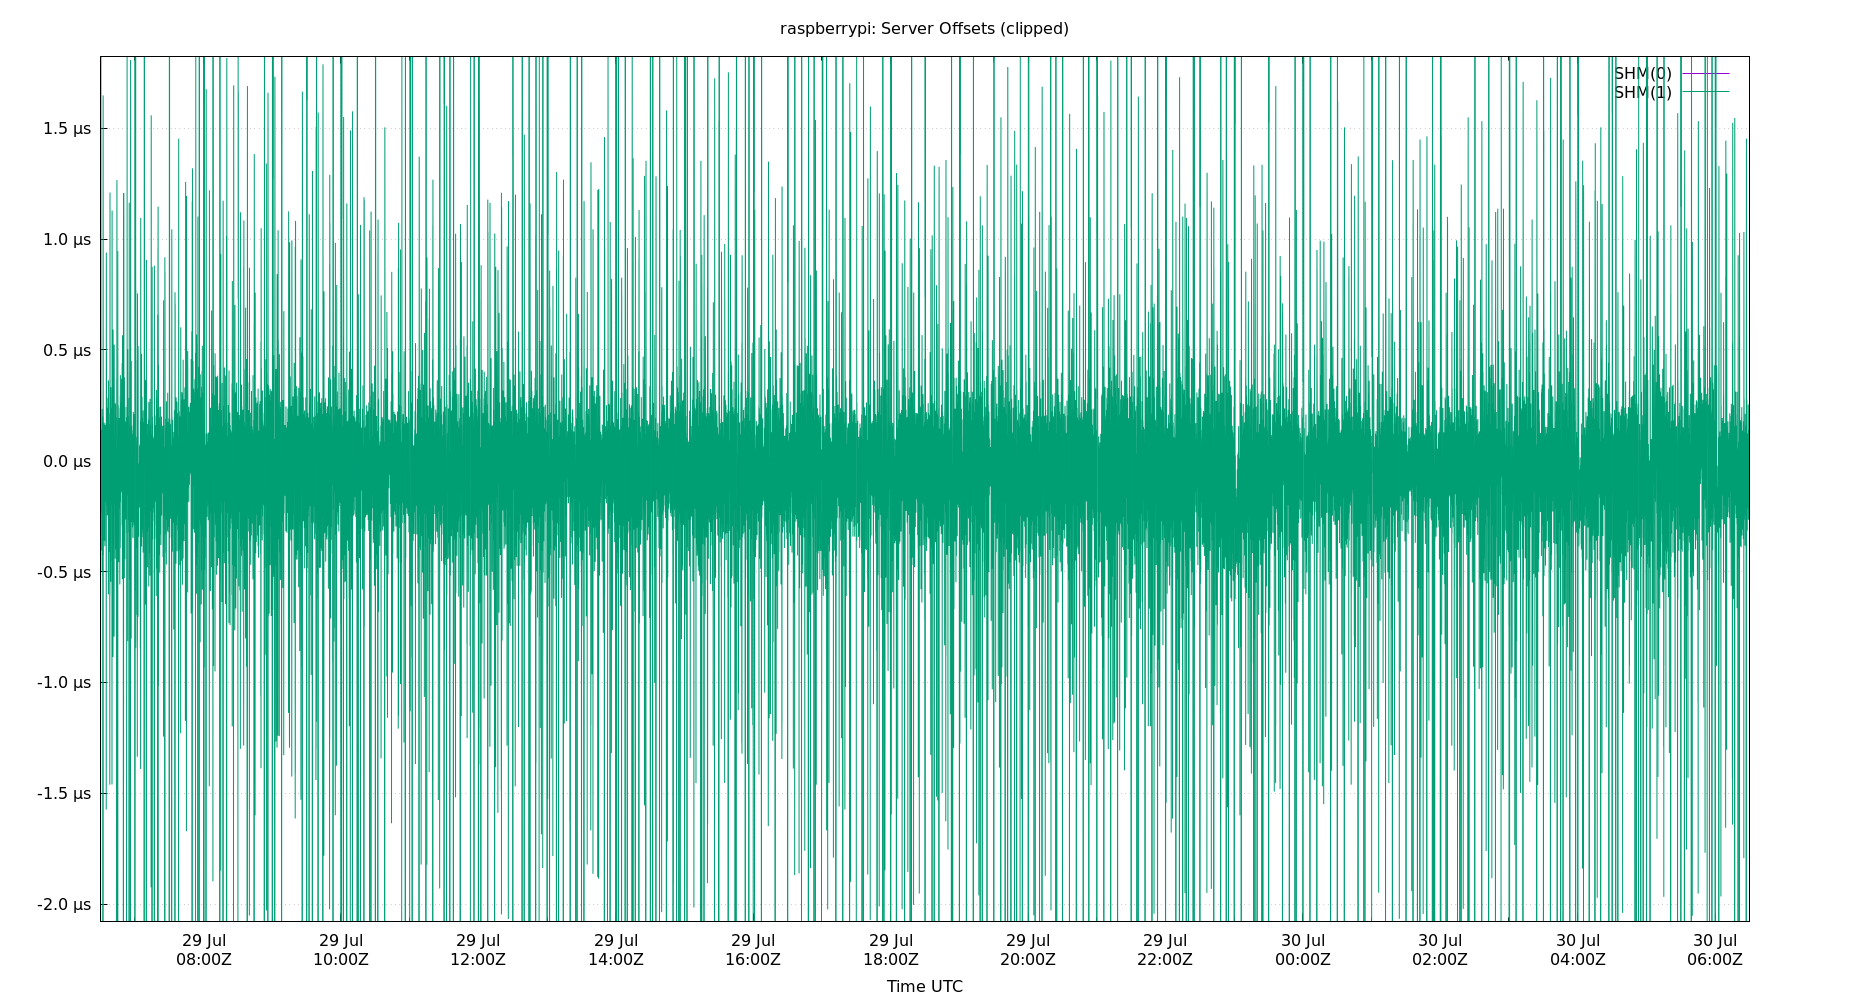 raspberrypi: Server Offsets (clipped)
SHM(0)
SHM(1)
1.5 µs
1.0 µs
0.5 µs
0.0 µs
-0.5 µs
-1.0 µs
-1.5 µs
-2.0 µs
29 Jul 29 Jul 29 Jul 29 Jul 29 Jul 29 Jul 29 Jul 29 Jul 30 Jul 30 Jul 30 Jul 30 Jul
08:00Z 10:00Z 12:00Z 14:00Z 16:00Z 18:00Z 20:00Z 22:00Z 00:00Z 02:00Z 04:00Z 06:00Z
Time UTC